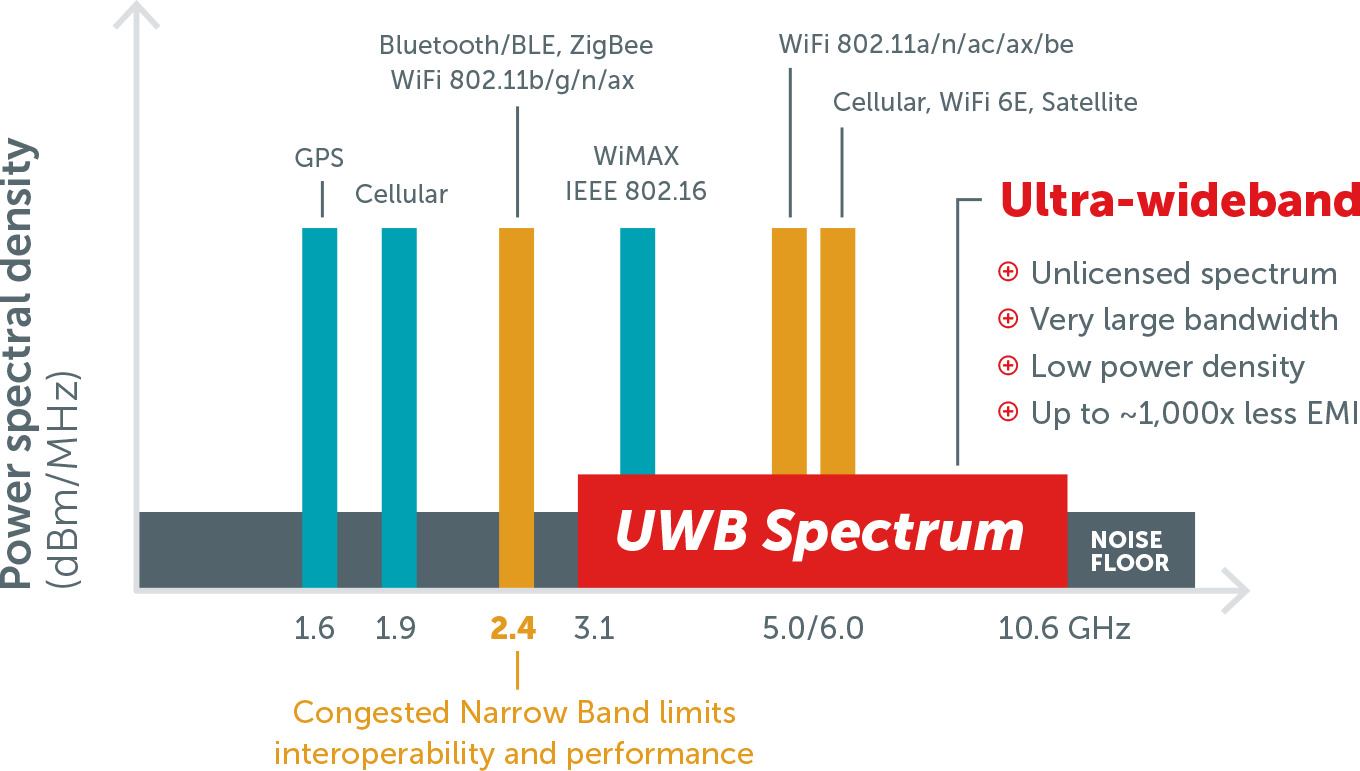 Power spectral density
(dBm/MHz)
Bluetooth/BLE, ZigBee
WiFi 802.11b/g/n/ax
WiFi 802.11a/n/ac/ax/be
Cellular, WiFi 6E, Satellite
GPS
Cellular
WiMAX
IEEE 802.16
Ultra-wideband
Unlicensed spectrum
Very large bandwidth
Low power density
Up to ~1,000x less EMI
UWB Spectrum
NOISE
FLOOR
1.6
1.9
2.4
3.1
5.0/6.0
10.6 GHz
Congested Narrow Band limits
interoperability and performance